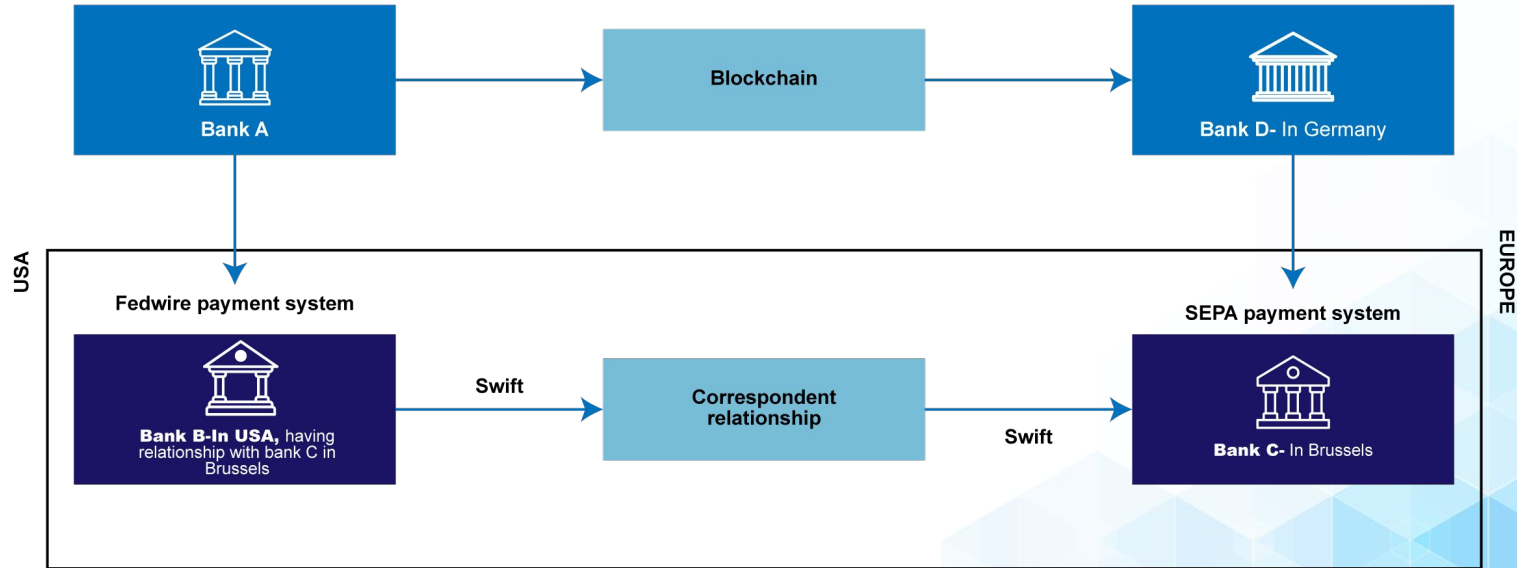 Bank A
Blockchain
Bank D- In Germany
USA
EUROPE
Fedwire payment system
SEPA payment system
Bank B-In USA, having
relationship with bank C in
Brussels
Swift
Correspondent
relationship
Swift
Bank C- In Brussels